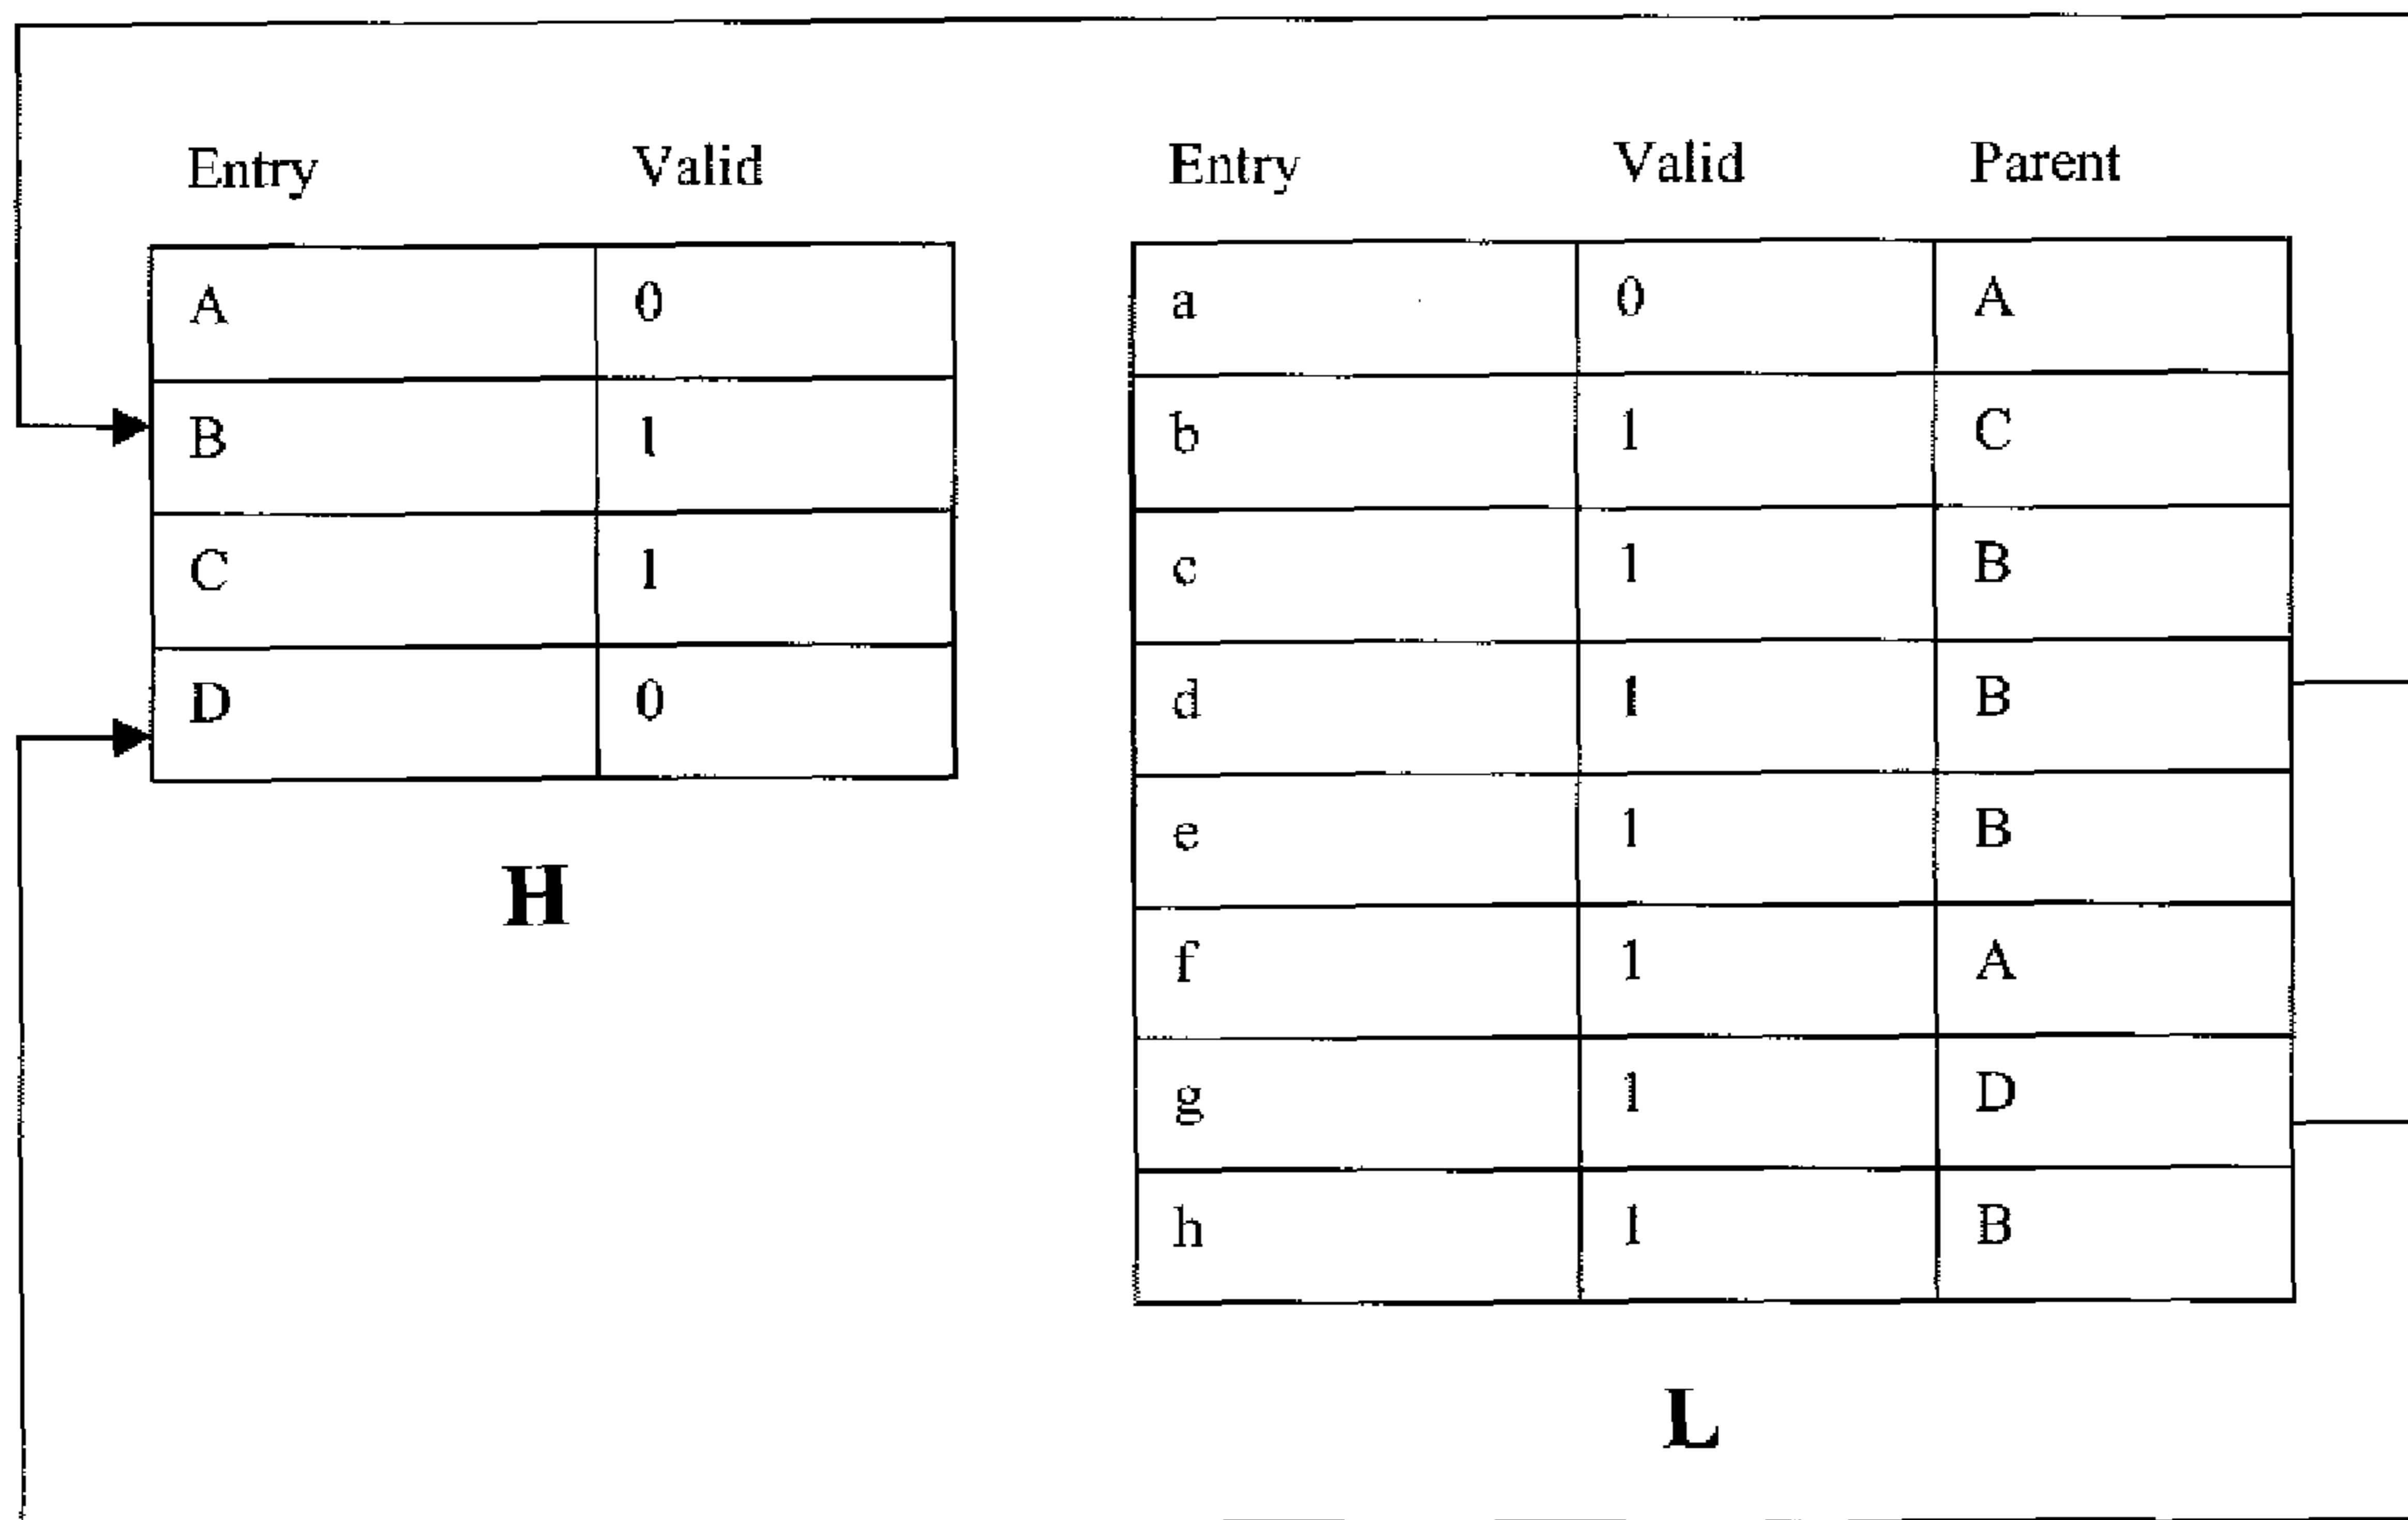 Entry Valid
A 0
B 1
C 1
D 0
H
Entry Valid Parent
a 0 A
b 1 C
c 1 B
d 1 B
e 1 B
f 1 A
g 1 D
h 1 B
L